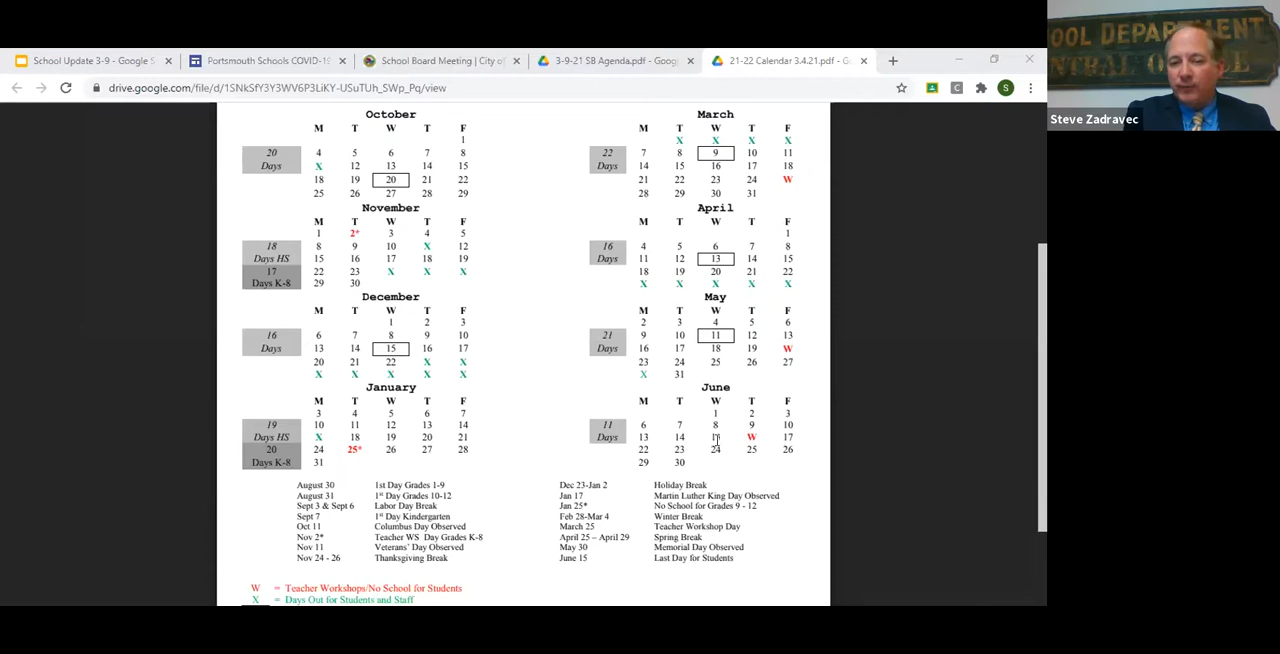 SCHOOL DEPARTMENT
CENTRAL OFFICE
Steve Zadravec
School Update 3-9 - Google S
Portsmouth Schools COVID-19
School Board Meeting | City of
3-9-21 SB Agenda.pdf - Goog
21-22 Calendar 3.4.21.pdf - G
drive.google.com/file/d/1SNkSfY3Y3WV6P3LiKY-USuTUh_SWp_Pq/view
October
M T W T F
1
20 4 5 6 7 8
Days X 12 13 14 15
18 19 20 21 22
25 26 27 28 29
November
M T W T F
1 2* 3 4 5
18 8 9 10 X 12
Days HS 15 16 17 18 19
17 22 23 X X X
Days K-8 29 30
December
M T W T F
1 2 3
16 6 7 8 9 10
Days 13 14 15 16 17
20 21 22 X X
X X X X X
January
M T W T F
3 4 5 6 7
19 10 11 12 13 14
Days HS X 18 19 20 21
20 24 25* 26 27 28
Days K-8 31
March
M T W T F
X X X X
22 7 8 9 10 11
Days 14 15 16 17 18
21 22 23 24 W
28 29 30 31
April
M T W T F
1
16 4 5 6 7 8
Days 11 12 13 14 15
18 19 20 21 22
X X X X X
May
M T W T F
2 3 4 5 6
21 9 10 11 12 13
Days 16 17 18 19 W
23 24 25 26 27
X 31
June
M T W T F
1 2 3
11 6 7 8 9 10
Days 13 14 W 17
22 23 24 25 26
29 30
August 30 1st Day Grades 1-9
August 31 1st Day Grades 10-12
Sept 3 & Sept 6 Labor Day Break
Sept 7 1st Day Kindergarten
Oct 11 Columbus Day Observed
Nov 2* Teacher WS Day Grades K-8
Nov 11 Veterans' Day Observed
Nov 24 - 26 Thanksgiving Break
Dec 23-Jan 2 Holiday Break
Jan 17 Martin Luther King Day Observed
Jan 25* No School for Grades 9 - 12
Feb 28-Mar 4 Winter Break
March 25 Teacher Workshop Day
April 25 – April 29 Spring Break
May 30 Memorial Day Observed
June 15 Last Day for Students
W = Teacher Workshops/No School for Students
X = Days Out for Students and Staff